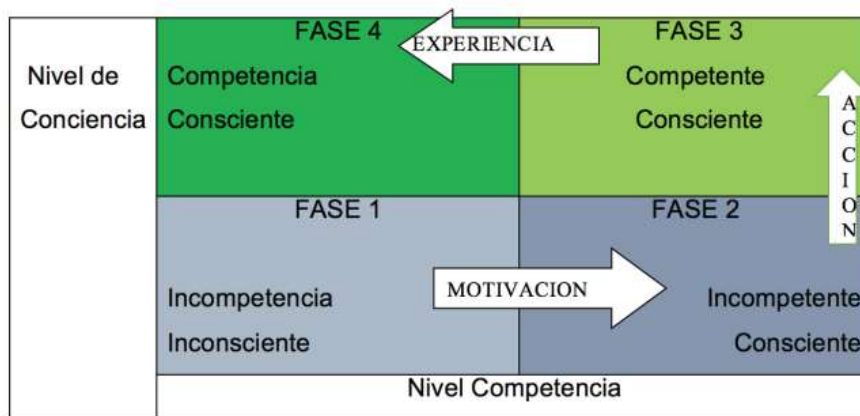 FASE 4
EXPERIENCIA
FASE 3
Nivel de
Conciencia
Competencia
Consciente
Competente
Consciente
ACCION
FASE 1
FASE 2
MOTIVACION
Incompetencia
Inconsciente
Incompetente
Consciente
Nivel Competencia